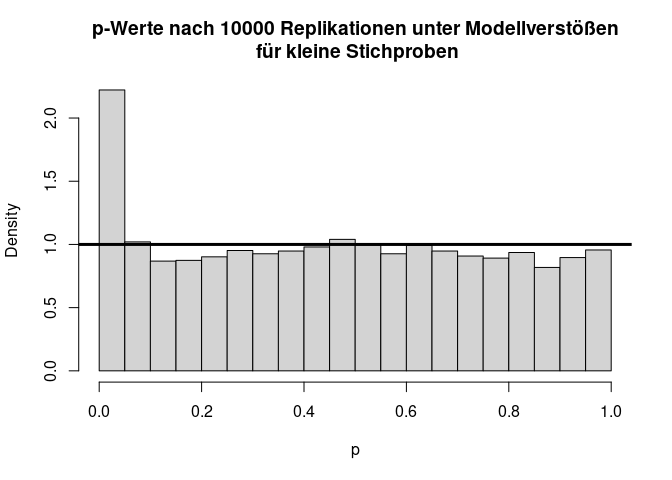 p-Werte nach 10000 Replikationen unter Modellverstößen
für kleine Stichproben
Density
2.0
1.5
1.0
0.5
0.0
0.0 0.2 0.4 0.6 0.8 1.0
p